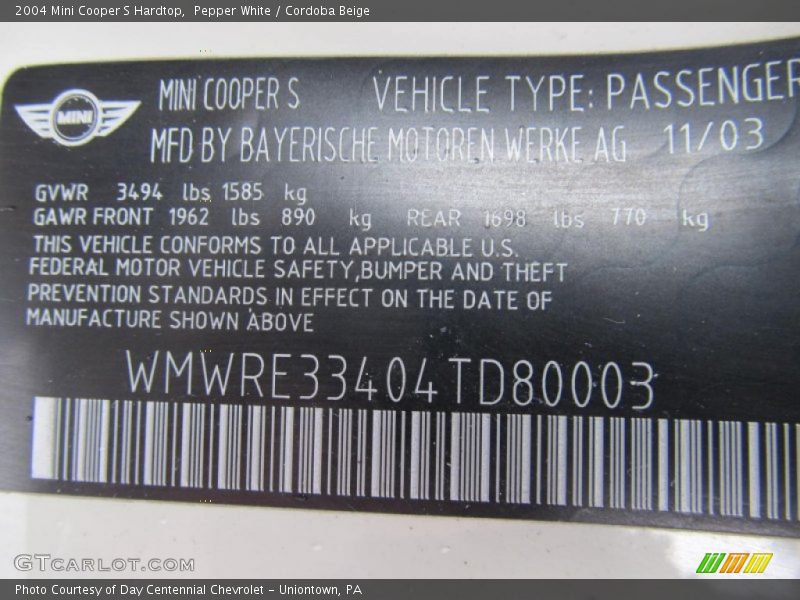 2004 Mini Cooper S Hardtop,  Pepper White / Cordoba Beige
MINI
MINI COOPER S VEHICLE TYPE: PASSENGER
MFD BY BAYERISCHE MOTOREN WERKE AG 11/03
GVWR 3494 lbs 1585 kg
GAWR FRONT 1962 lbs 890 kg REAR 1698 lbs 770 kg
THIS VEHICLE CONFORMS TO ALL APPLICABLE U.S.
FEDERAL MOTOR VEHICLE SAFETY,BUMPER AND THEFT
PREVENTION STANDARDS IN EFFECT ON THE DATE OF
MANUFACTURE SHOWN ABOVE
WMWRE33404TD80003
GTCARLOT.COM
Photo Courtesy of Day Centennial Chevrolet - Uniontown, PA